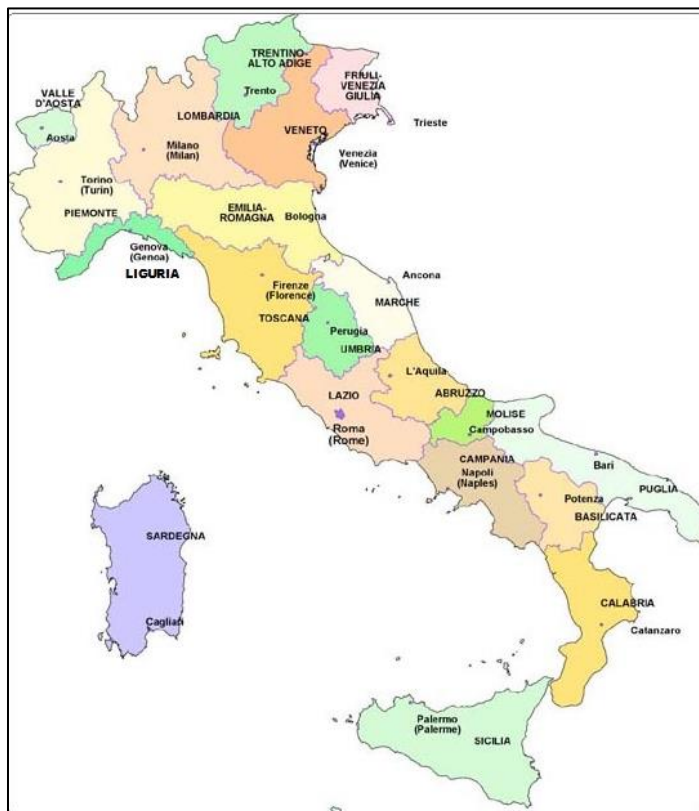 TRENTINO-
ALTO ADIGE
FRIULI-
VENEZIA
GIULIA
VALLE
D'AOSTA
Trento
LOMBARDIA
Trieste
Aosta
VENETO
Milano
(Milan)
Venezia
(Venice)
Torino
(Turin)
EMILIA-
ROMAGNA
PIEMONTE
Bologna
Genova
(Genoa)
LIGURIA
Ancona
Firenze
(Florence)
MARCHE
TOSCANA
Perugia
UMBRIA
L'Aquila
LAZIO
ABRUZZO
MOLISE
Roma
(Rome)
Campobasso
CAMPANIA
Napoli
(Naples)
Bari
PUGLIA
Potenza
BASILICATA
SARDEGNA
CALABRIA
Cagliari
Catanzaro
Palermo
(Palerme)
SICILIA